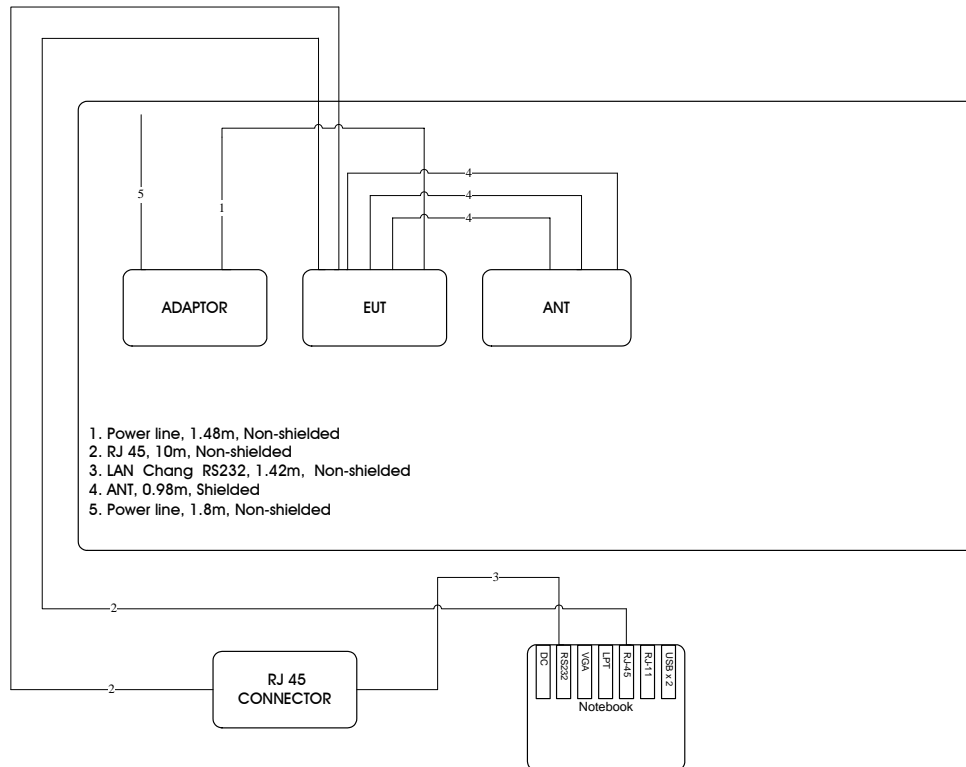 4
4
5
1
4
ADAPTOR
EUT
ANT
1. Power line, 1.48m, Non-shielded
2. RJ 45, 10m, Non-shielded
3. LAN Chang RS232, 1.42m, Non-shielded
4. ANT, 0.98m, Shielded
5. Power line, 1.8m, Non-shielded
3
2
DC
RS232
VGA
LPT
RJ-45
RJ-11
USB x 2
RJ 45
CONNECTOR
2
Notebook